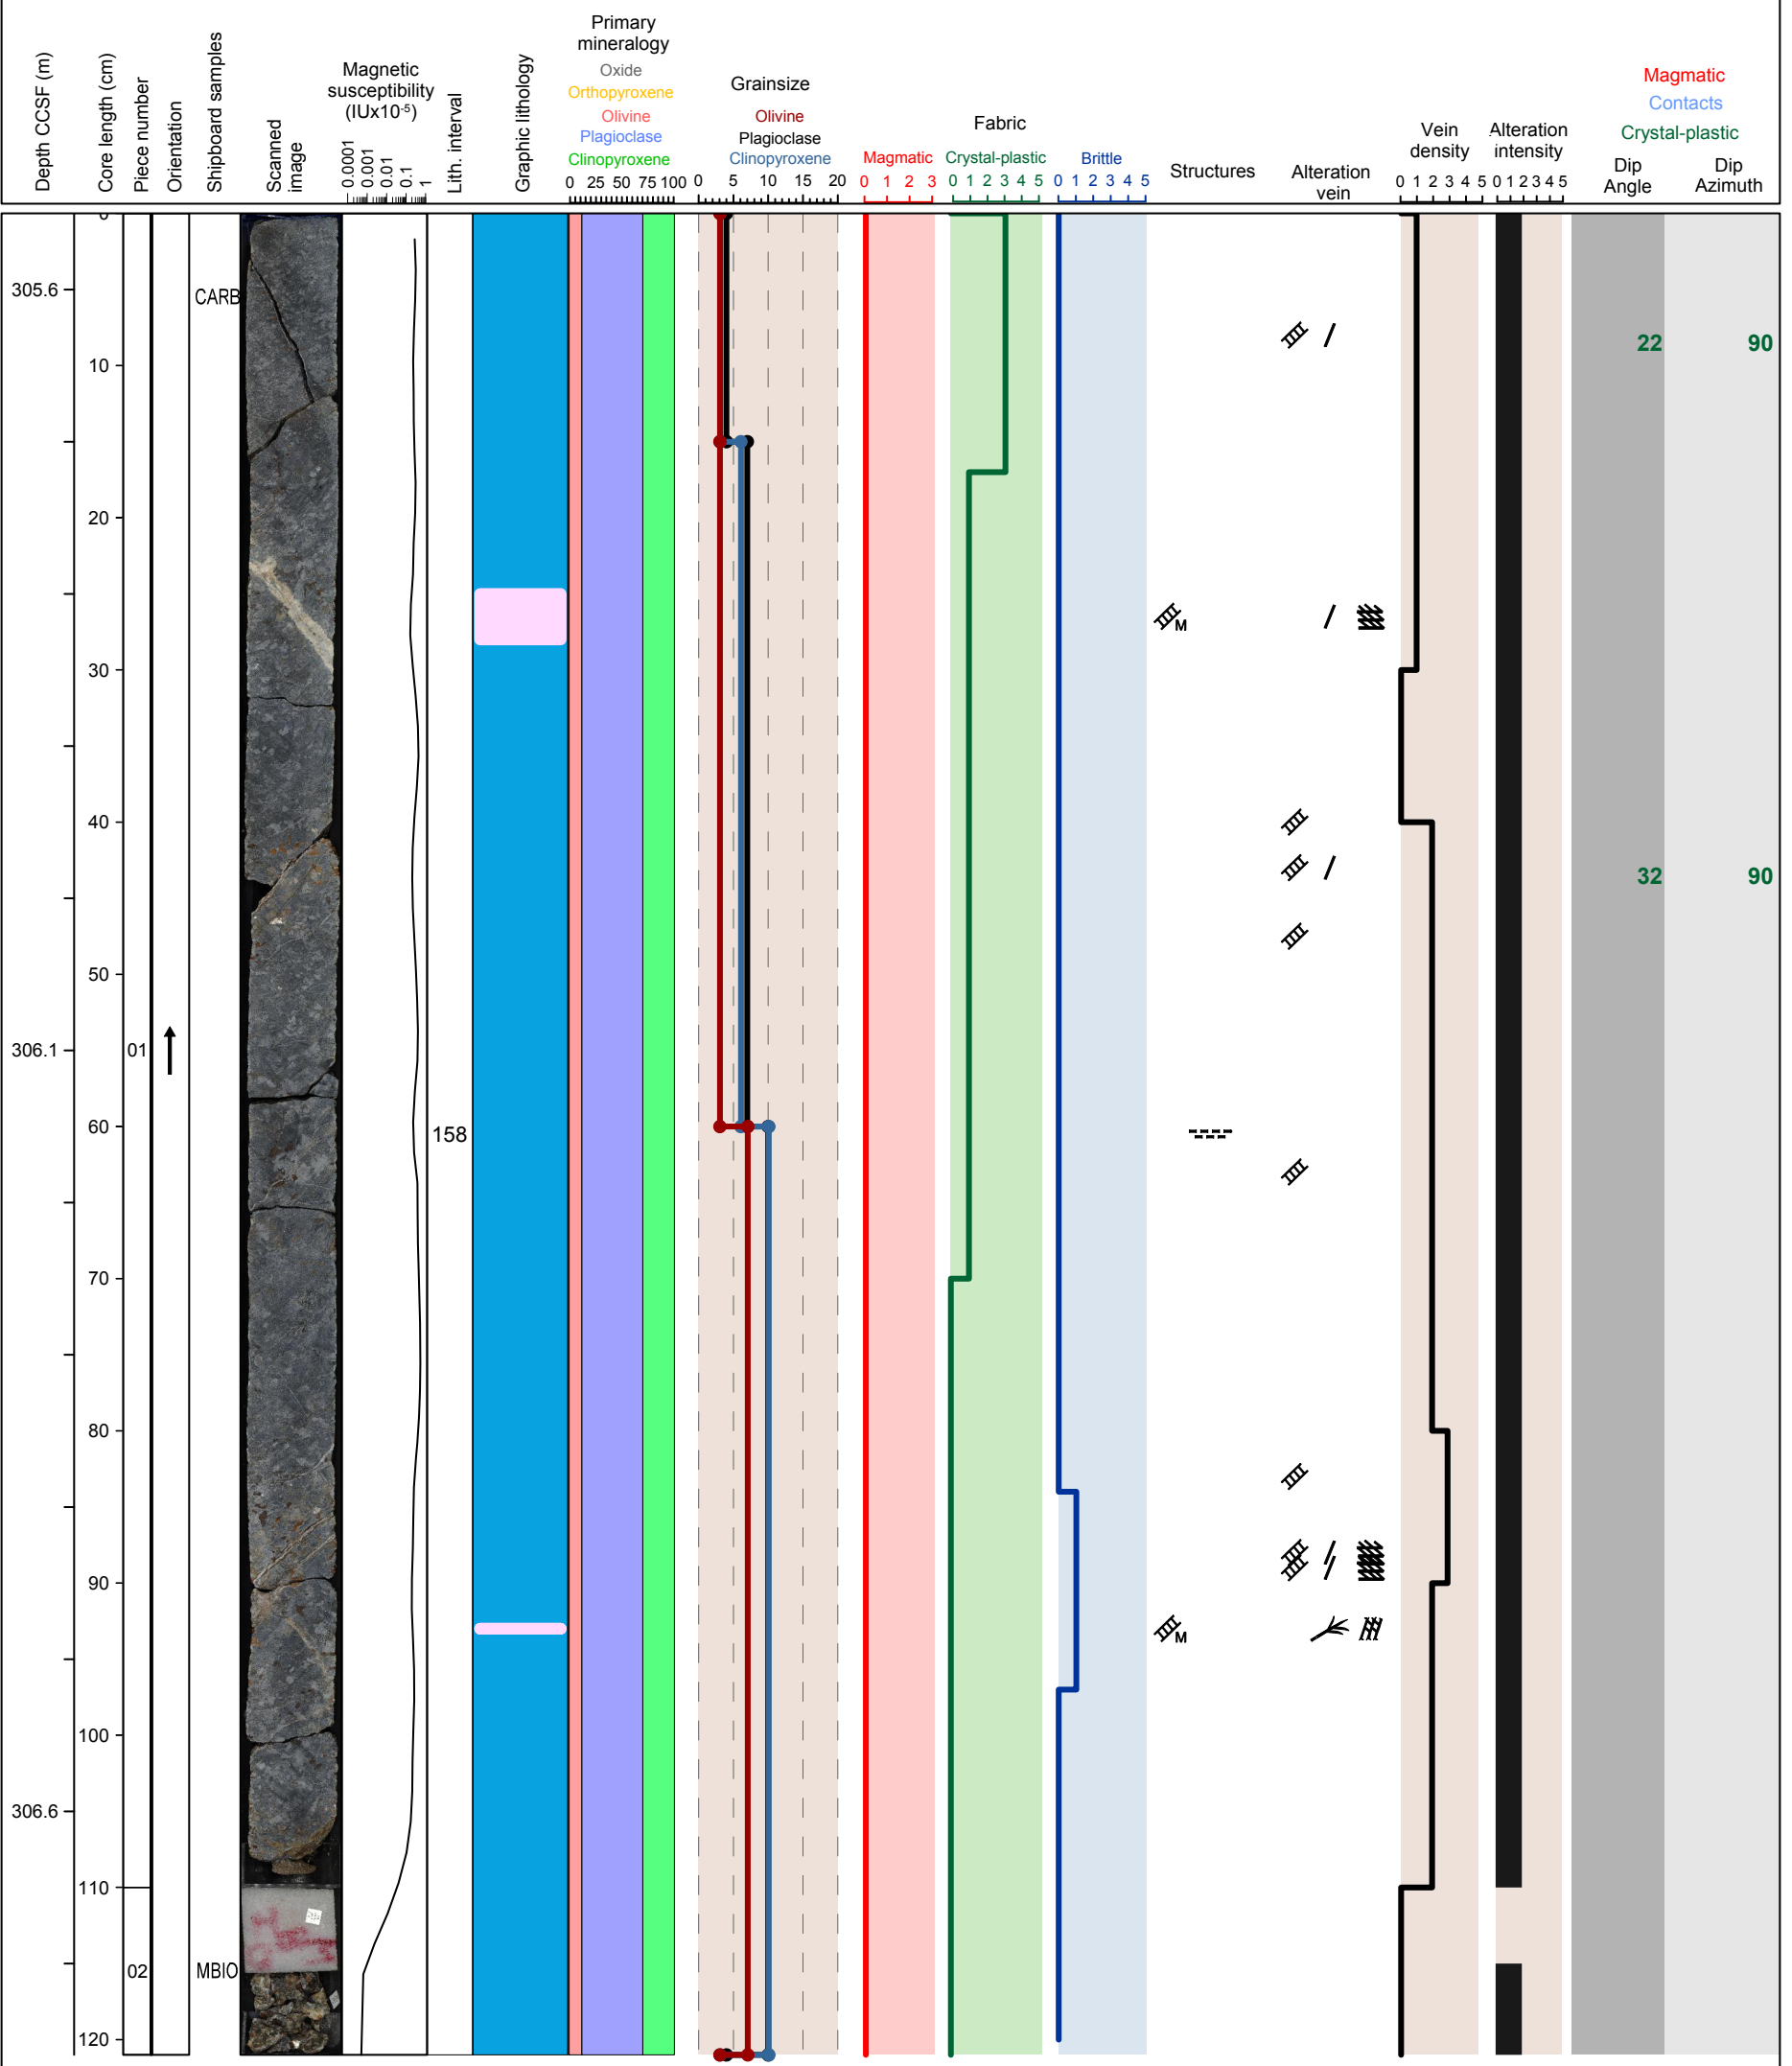 Depth CCSF (m)
Core length (cm)
Piece number
Orientation
Shipboard samples
Scanned
image
Magnetic
susceptibility
(IUx10-5)
0.0001
0.001
0.01
0.1
1
Lith. interval
Graphic lithology
Primary
mineralogy
Oxide
Orthopyroxene
Olivine
Plagioclase
Clinopyroxene
0 25 50 75 100
Grainsize
Olivine
Plagioclase
Clinopyroxene
0 5 10 15 20
Fabric
Magmatic
0 1 2 3
Crystal-plastic
0 1 2 3 4 5
Brittle
0 1 2 3 4 5
Structures
Alteration
vein
Vein
density
0 1 2 3 4 5
Alteration
intensity
0 1 2 3 4 5
Magmatic
Contacts
Crystal-plastic
Dip
Angle
Dip
Azimuth
0
305.6
CARB
22 90
10
20
M
30
40
32 90
50
306.1
01
60
158
70
80
90
M
100
306.6
110
02
MBIO
120